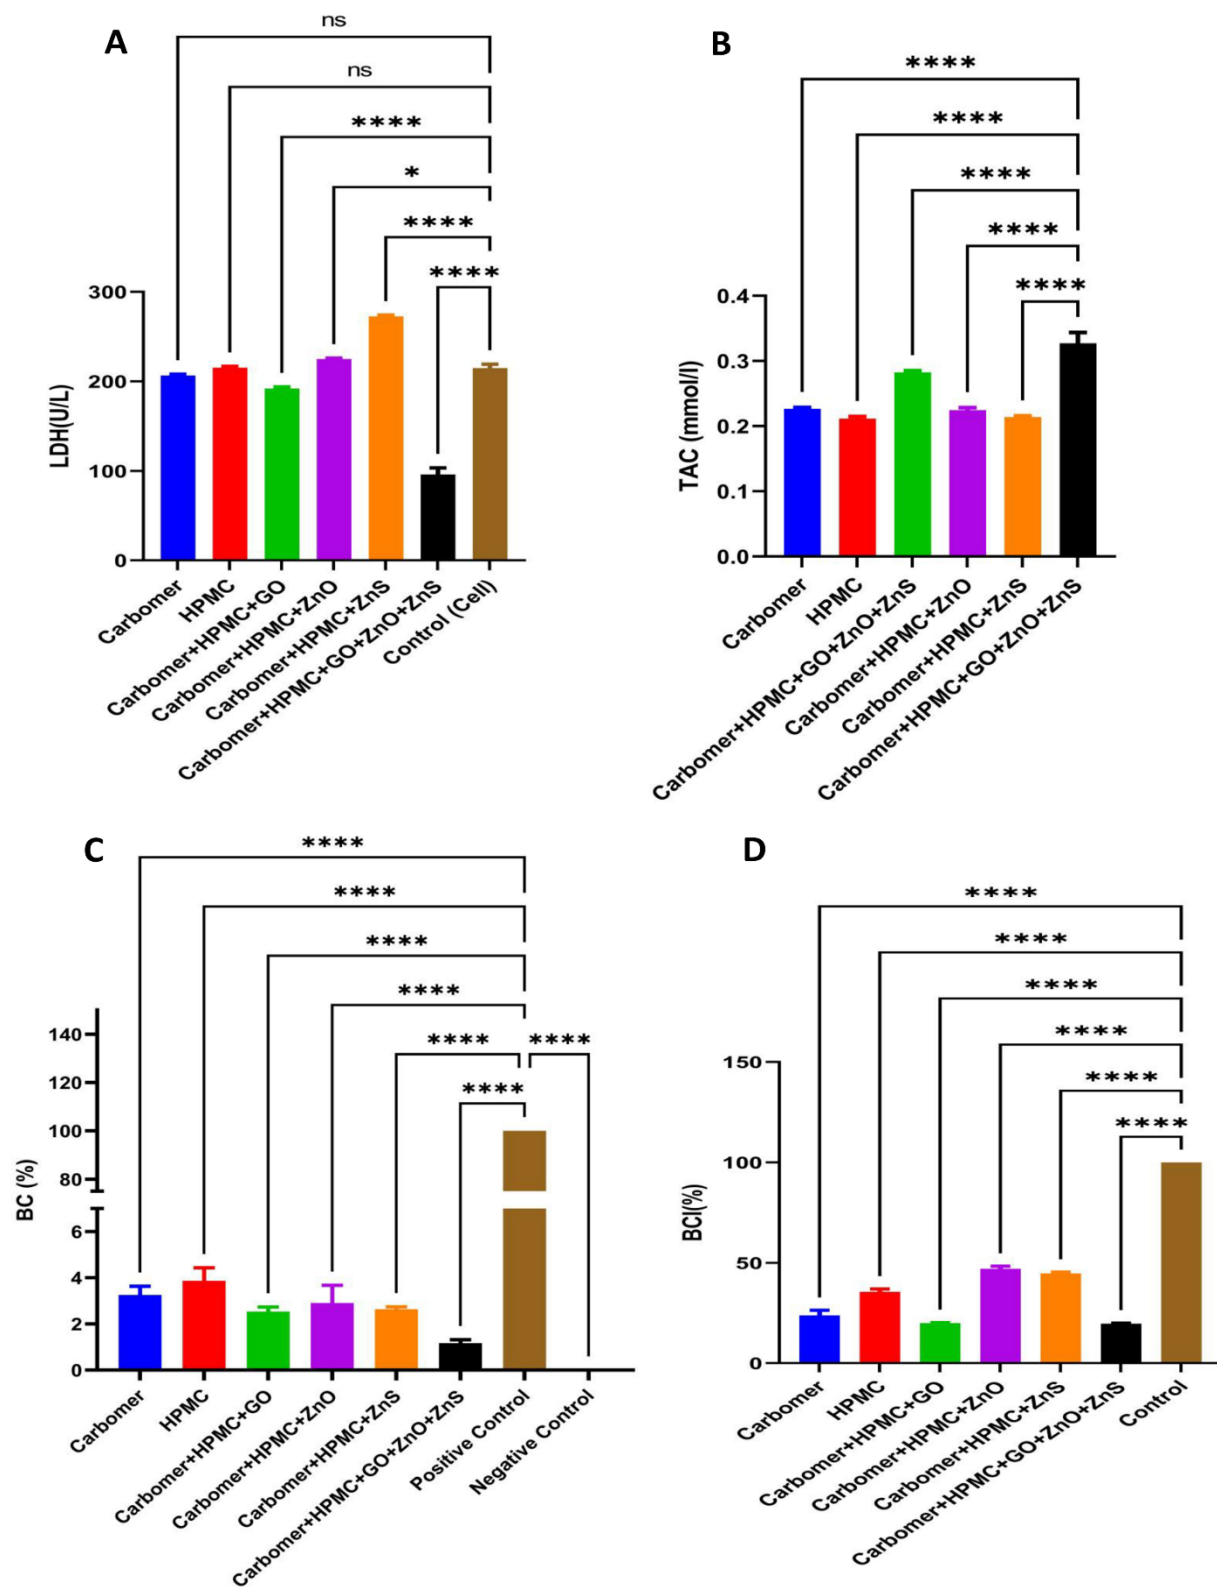 A
ns
ns
****
*
****
****
300
200
100
0
LDH(U/L)
Carbomer
HPMC
Carbomer+HPMC+GO
Carbomer+HPMC+ZnO
Carbomer+HPMC+ZnS
Carbomer+HPMC+GO+ZnO+ZnS
Control (Cell)
B
****
****
****
****
****
0.4
0.3
0.2
0.1
0.0
TAC (mmol/l)
Carbomer
HPMC
Carbomer+HPMC+GO+ZnO+ZnS
Carbomer+HPMC+ZnO
Carbomer+HPMC+ZnS
Carbomer+HPMC+GO+ZnO+ZnS
C
****
****
****
****
****
****
****
140
120
100
80
6
4
2
0
BC (%)
Carbomer
HPMC
Carbomer+HPMC+GO
Carbomer+HPMC+ZnO
Carbomer+HPMC+ZnS
Carbomer+HPMC+GO+ZnO+ZnS
Positive Control
Negative Control
D
****
****
****
****
****
****
150
100
50
0
BCI(%)
Carbomer
HPMC
Carbomer+HPMC+GO
Carbomer+HPMC+ZnO
Carbomer+HPMC+ZnS
Carbomer+HPMC+GO+ZnO+ZnS
Control